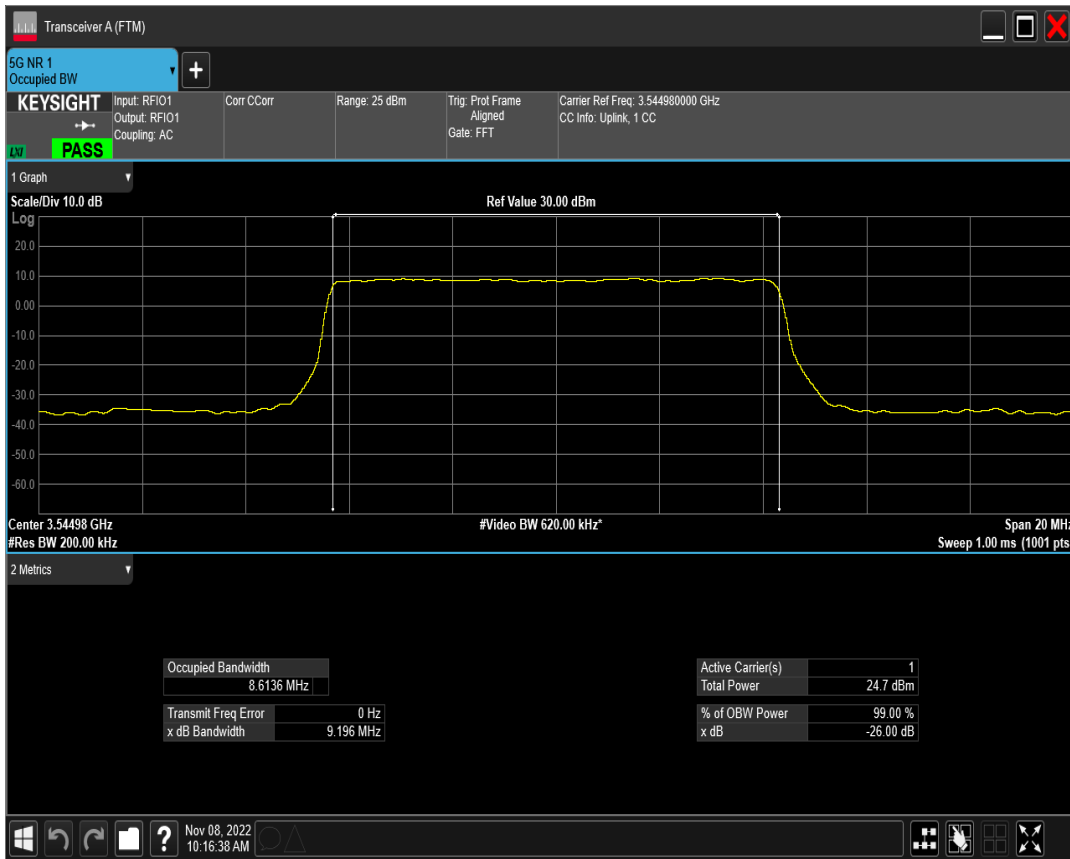 Transceiver A (FTM)
5G NR 1
Occupied BW
+
KEYSIGHT
Input: RFIO1
Output: RFIO1
Coupling: AC
Corr CCorr
Range: 25 dBm
Trig: Prot Frame
Aligned
Gate: FFT
Carrier Ref Freq: 3.544980000 GHz
CC Info: Uplink, 1 CC
LXI
PASS
1 Graph
Scale/Div 10.0 dB
Ref Value 30.00 dBm
Log
20.0
10.0
0.00
-10.0
-20.0
-30.0
-40.0
-50.0
-60.0
Center 3.54498 GHz
#Video BW 620.00 kHz*
Span 20 MHz
#Res BW 200.00 kHz
Sweep 1.00 ms (1001 pts
2 Metrics
Occupied Bandwidth
8.6136 MHz
Transmit Freq Error 0 Hz
x dB Bandwidth 9.196 MHz
Active Carrier(s) 1
Total Power 24.7 dBm
% of OBW Power 99.00 %
x dB -26.00 dB
?
Nov 08, 2022
10:16:38 AM